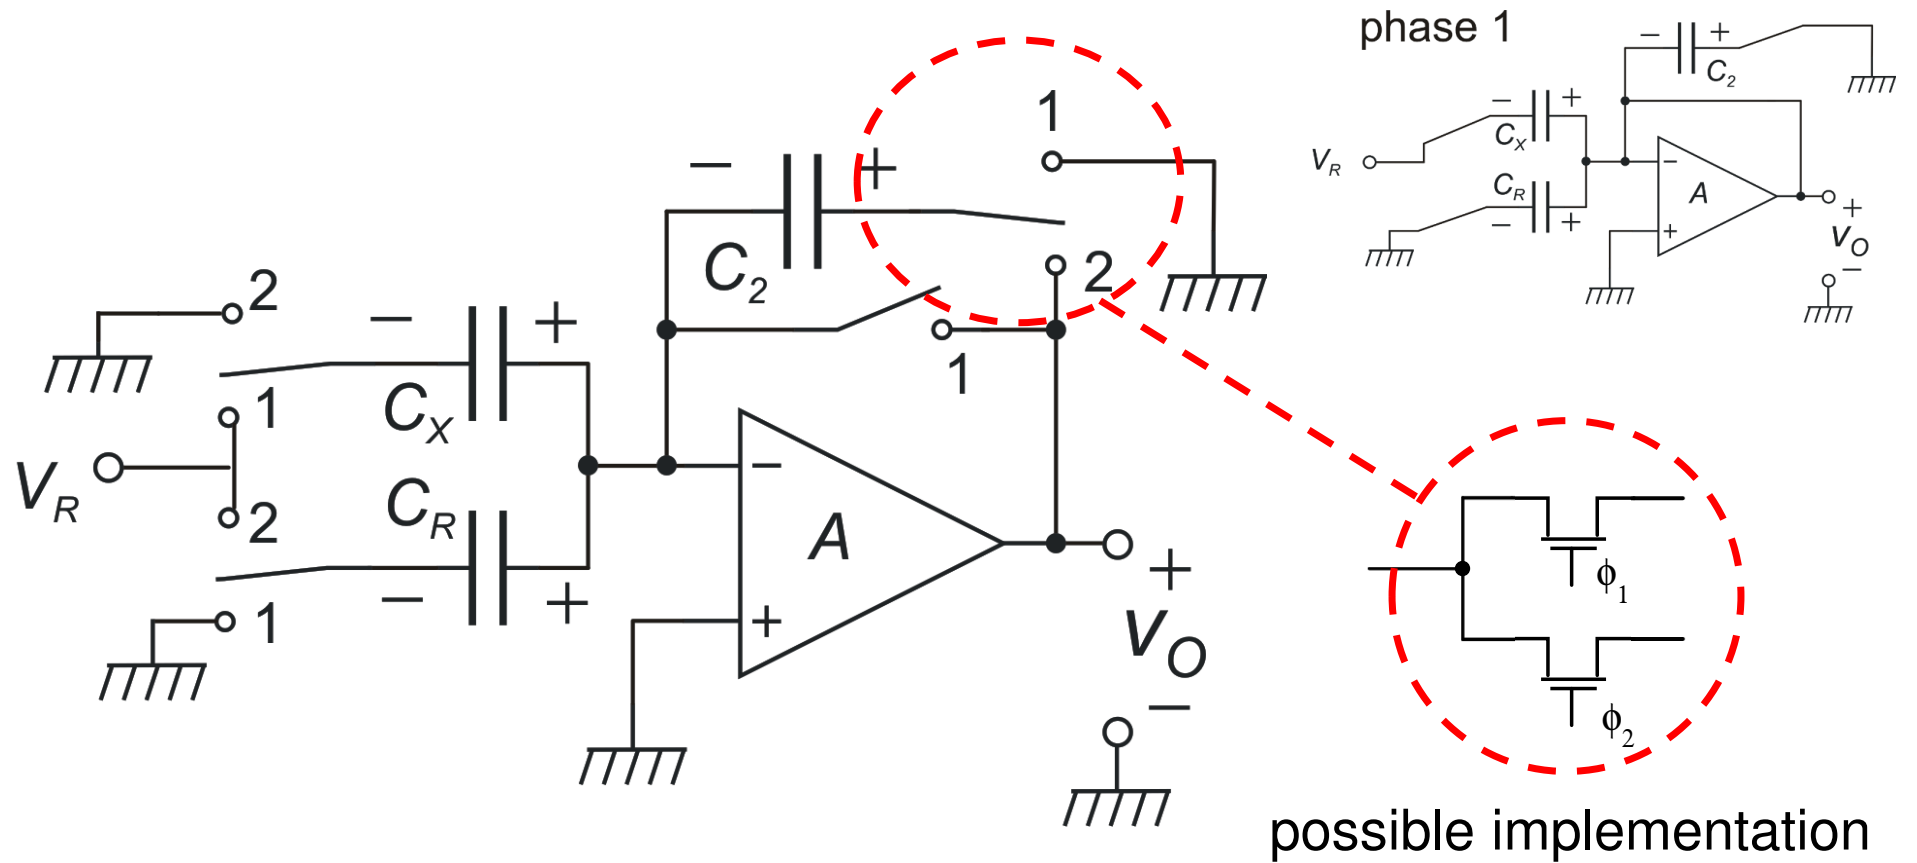 phase 1
− +
C2
− +
CX
VR
CR
− +
−
A
+
+
vO
−
1
− +
C2
2
1
2
− +
1
CX
VR
CR
2
− +
1
−
A
+
+
vO
−
ϕ1
ϕ2
possible implementation